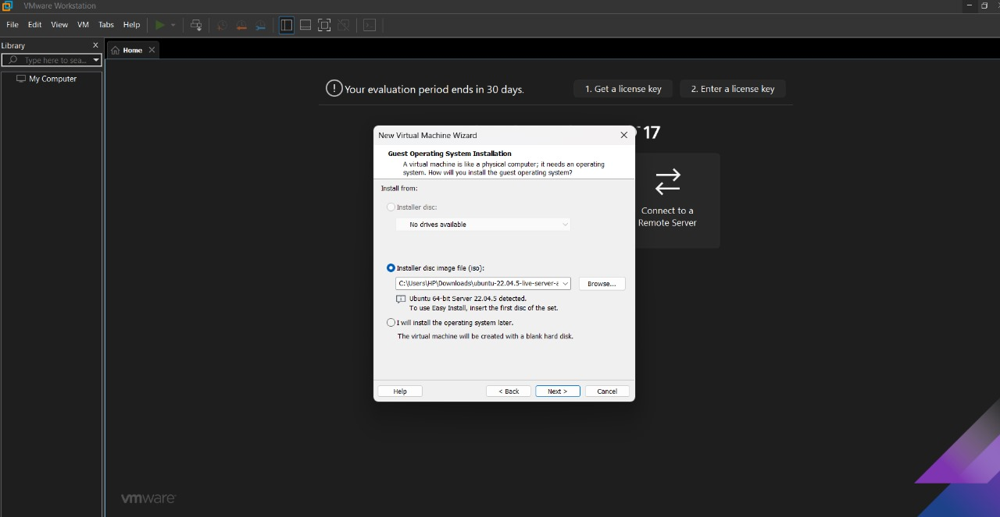 VMware Workstation
File Edit View VM Tabs Help
Library
Home
Type here to sea...
My Computer
Your evaluation period ends in 30 days.
1. Get a license key
2. Enter a license key
17
New Virtual Machine Wizard
Guest Operating System Installation
A virtual machine is like a physical computer; it needs an operating
system. How will you install the guest operating system?
Install from:
Installer disc:
No drives available
Installer disc image file (iso):
C:\Users\HP\Downloads\ubuntu-22.04.5-live-server-a
Browse...
Ubuntu 64-bit Server 22.04.5 detected.
To use Easy Install, insert the first disc of the set.
I will install the operating system later.
The virtual machine will be created with a blank hard disk.
Help
< Back
Next >
Cancel
Connect to a
Remote Server
vmware